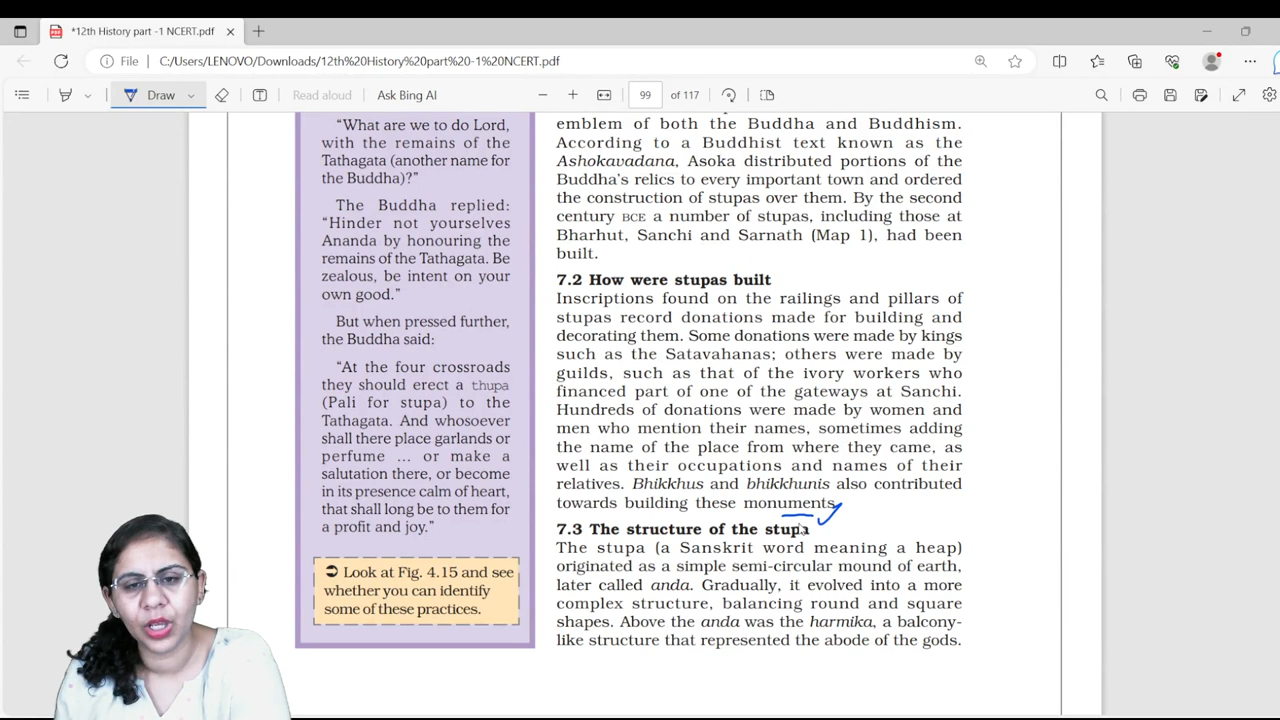 *12th History part -1 NCERT.pdf
File
C:/Users/LENOVO/Downloads/12th%20History%20part%20-1%20NCERT.pdf
Draw
Read aloud
Ask Bing AI
99
of 117
“What are we to do Lord,
with the remains of the
Tathagata (another name for
the Buddha)?”
The Buddha replied:
“Hinder not yourselves
Ananda by honouring the
remains of the Tathagata. Be
zealous, be intent on your
own good.”
But when pressed further,
the Buddha said:
“At the four crossroads
they should erect a thupa
(Pali for stupa) to the
Tathagata. And whosoever
shall there place garlands or
perfume ... or make a
salutation there, or become
in its presence calm of heart,
that shall long be to them for
a profit and joy.”
Look at Fig. 4.15 and see
whether you can identify
some of these practices.
emblem of both the Buddha and Buddhism.
According to a Buddhist text known as the
Ashokavadana, Asoka distributed portions of the
Buddha’s relics to every important town and ordered
the construction of stupas over them. By the second
century BCE a number of stupas, including those at
Bharhut, Sanchi and Sarnath (Map 1), had been
built.
7.2 How were stupas built
Inscriptions found on the railings and pillars of
stupas record donations made for building and
decorating them. Some donations were made by kings
such as the Satavahanas; others were made by
guilds, such as that of the ivory workers who
financed part of one of the gateways at Sanchi.
Hundreds of donations were made by women and
men who mention their names, sometimes adding
the name of the place from where they came, as
well as their occupations and names of their
relatives. Bhikkhus and bhikkhunis also contributed
towards building these monuments.
7.3 The structure of the stupa
The stupa (a Sanskrit word meaning a heap)
originated as a simple semi-circular mound of earth,
later called anda. Gradually, it evolved into a more
complex structure, balancing round and square
shapes. Above the anda was the harmika, a balcony-
like structure that represented the abode of the gods.